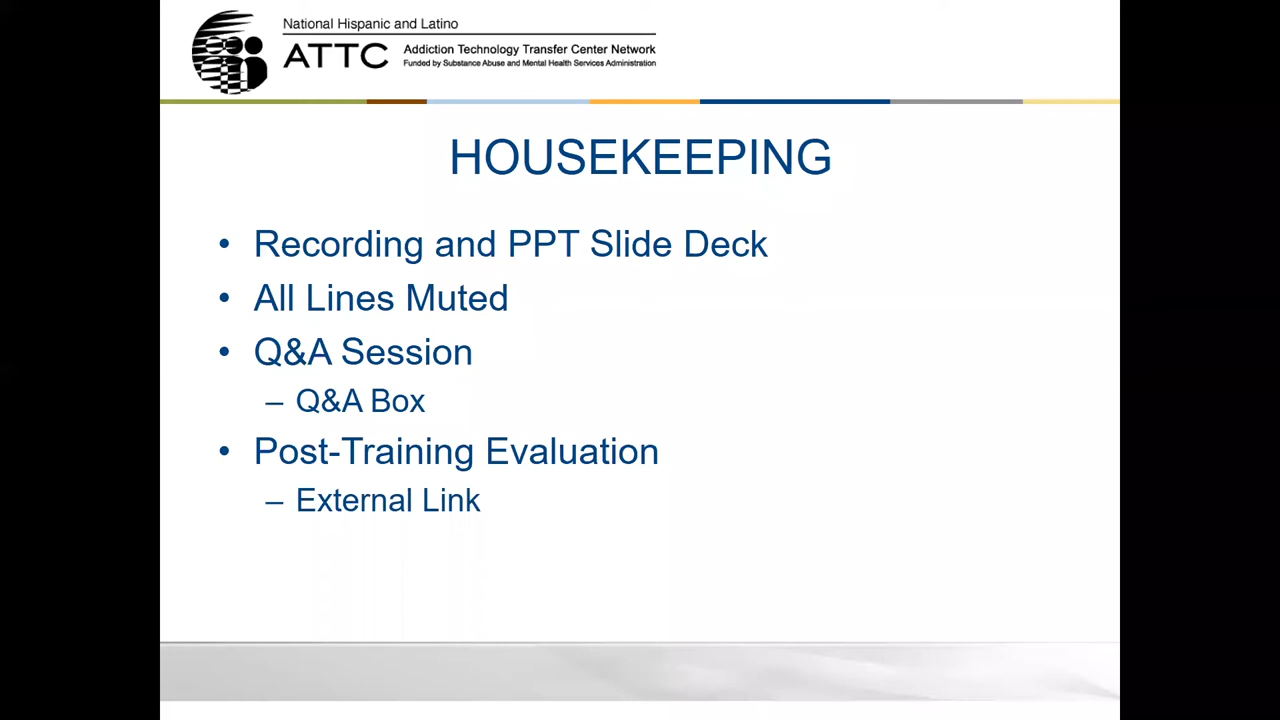 National Hispanic and Latino
ATTC
Addiction Technology Transfer Center Network
Funded by Substance Abuse and Mental Health Services Administration
HOUSEKEEPING
• Recording and PPT Slide Deck
• All Lines Muted
• Q&A Session
– Q&A Box
• Post-Training Evaluation
– External Link